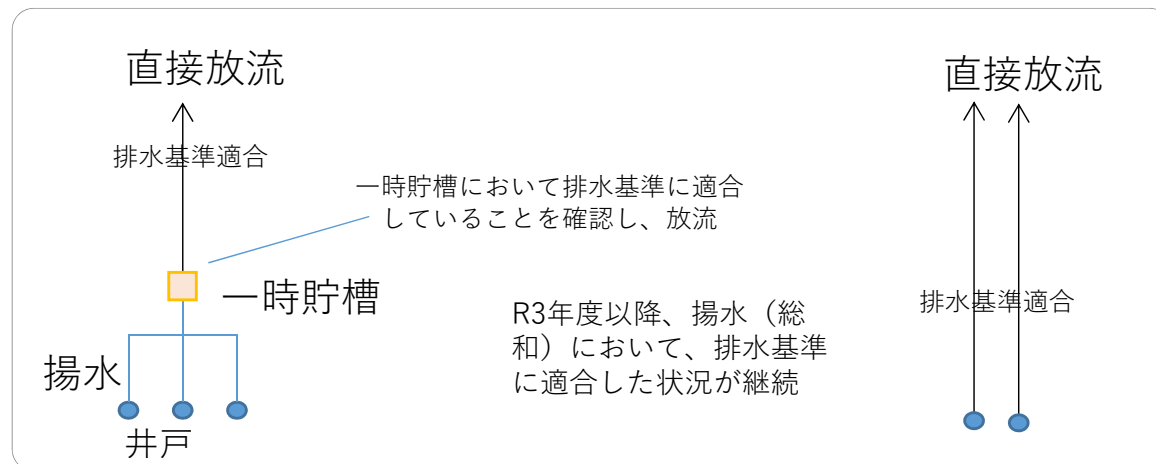 直接放流
排水基準適合
一時貯槽において排水基準に適合
していることを確認し、放流
一時貯槽
揚水
井戸
R3年度以降、揚水（総
和）において、排水基準
に適合した状況が継続
直接放流
排水基準適合